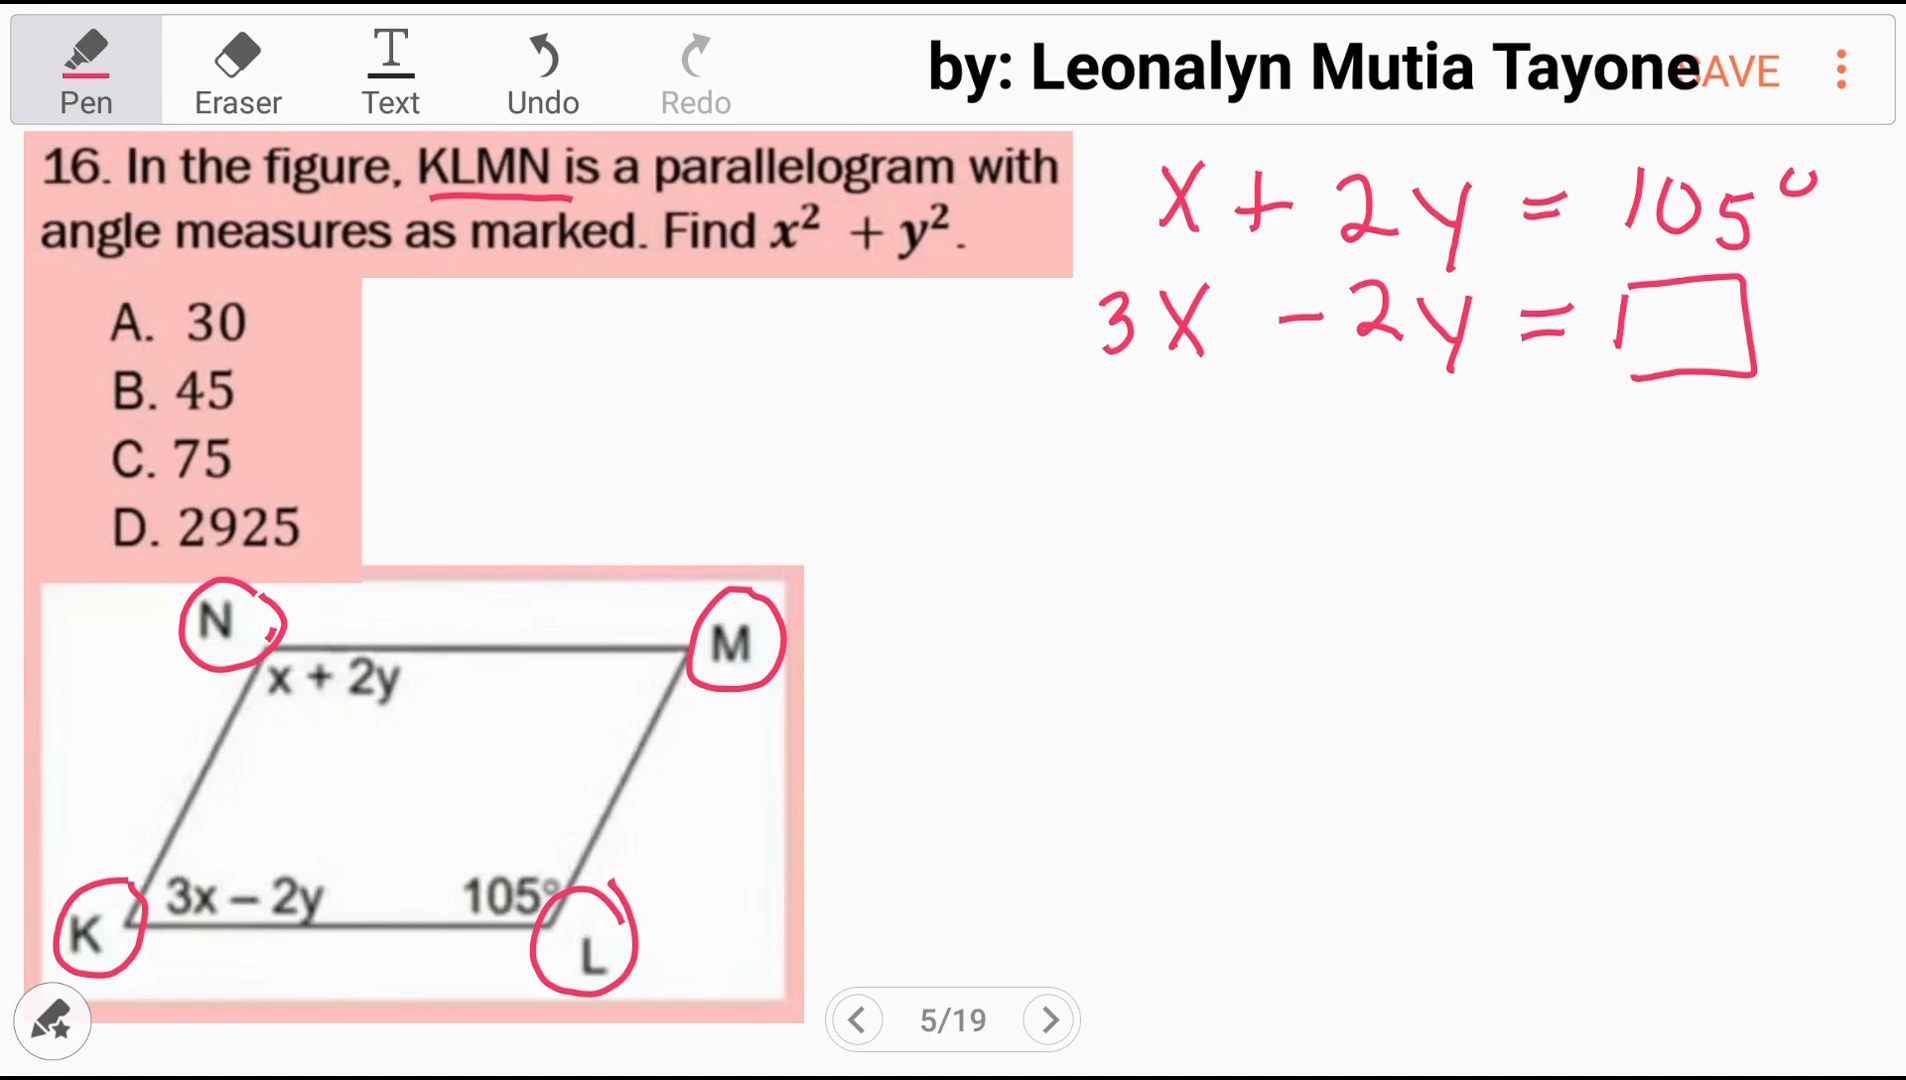 Pen
Eraser
T
Text
Undo
Redo
by: Leonalyn Mutia Tayone
AVE
16. In the figure, KLMN is a parallelogram with
angle measures as marked. Find x² + y².
A. 30
B. 45
C. 75
D. 2925
x + 2y = 105°
3x - 2y =
N
M
x + 2y
3x – 2y
105°
K
L
5/19